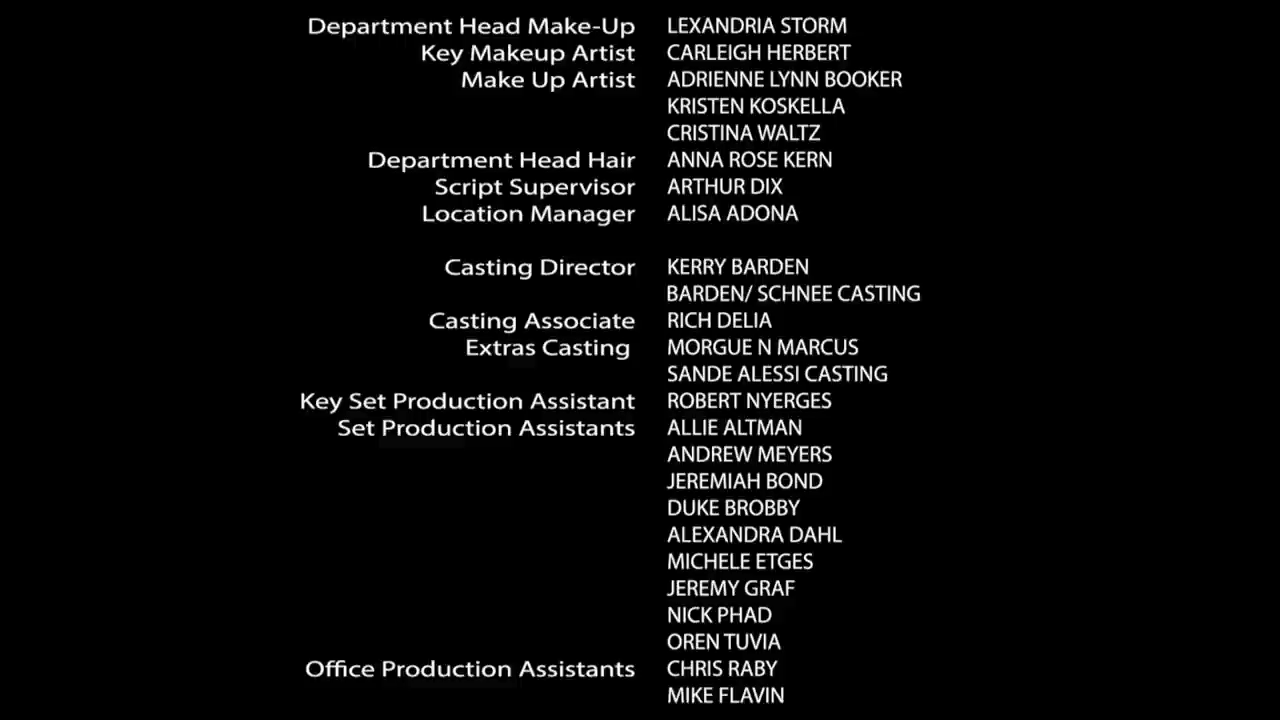 Department Head Make-Up LEXANDRIA STORM
Key Makeup Artist CARLEIGH HERBERT
Make Up Artist ADRIENNE LYNN BOOKER
KRISTEN KOSKELLA
CRISTINA WALTZ
Department Head Hair ANNA ROSE KERN
Script Supervisor ARTHUR DIX
Location Manager ALISA ADONA
Casting Director KERRY BARDEN
BARDEN/ SCHNEE CASTING
Casting Associate RICH DELIA
Extras Casting MORGUE N MARCUS
SANDE ALESSI CASTING
Key Set Production Assistant ROBERT NYERGES
Set Production Assistants ALLIE ALTMAN
ANDREW MEYERS
JEREMIAH BOND
DUKE BROBBY
ALEXANDRA DAHL
MICHELE ETGES
JEREMY GRAF
NICK PHAD
OREN TUVIA
Office Production Assistants CHRIS RABY
MIKE FLAVIN